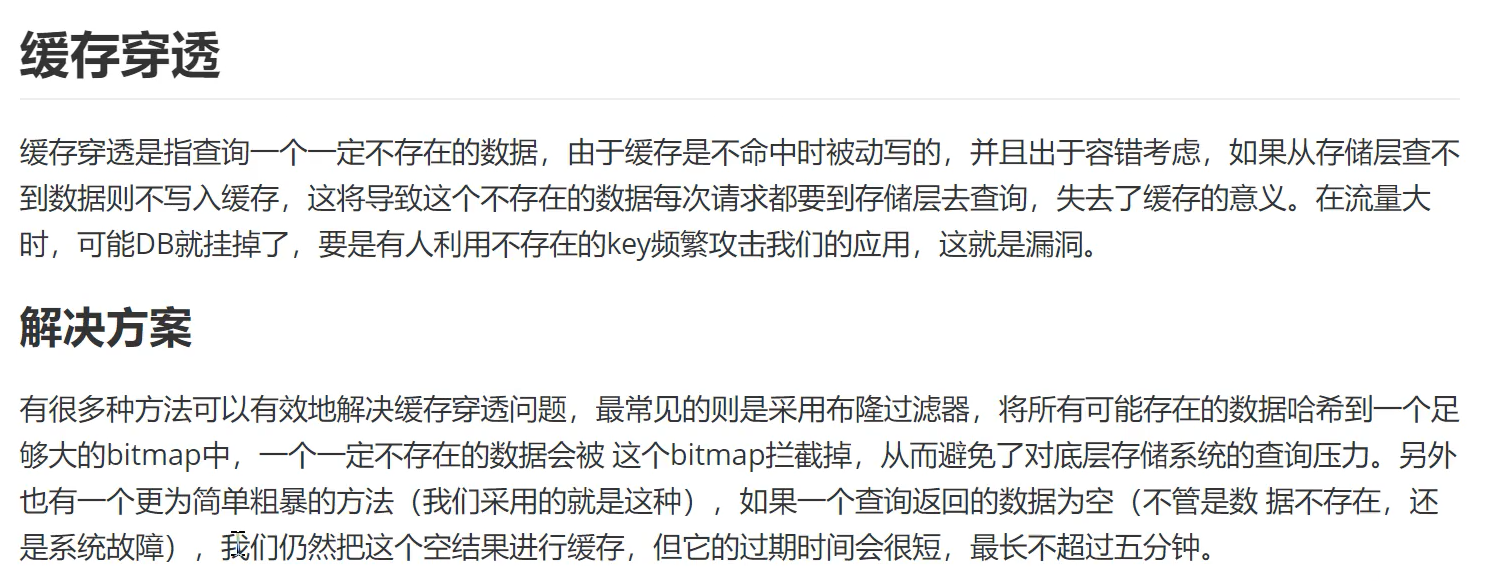 缓存穿透
缓存穿透是指查询一个一定不存在的数据，由于缓存是不命中时被动写的，并且出于容错考虑，如果从存储层查不
到数据则不写入缓存，这将导致这个不存在的数据每次请求都要到存储层去查询，失去了缓存的意义。在流量大
时，可能DB就挂掉了，要是有人利用不存在的key频繁攻击我们的应用，这就是漏洞。
解决方案
有很多种方法可以有效地解决缓存穿透问题，最常见的则是采用布隆过滤器，将所有可能存在的数据哈希到一个足
够大的bitmap中，一个一定不存在的数据会被 这个bitmap拦截掉，从而避免了对底层存储系统的查询压力。另外
也有一个更为简单粗暴的方法（我们采用的就是这种），如果一个查询返回的数据为空（不管是数 据不存在，还
是系统故障），我们仍然把这个空结果进行缓存，但它的过期时间会很短，最长不超过五分钟。